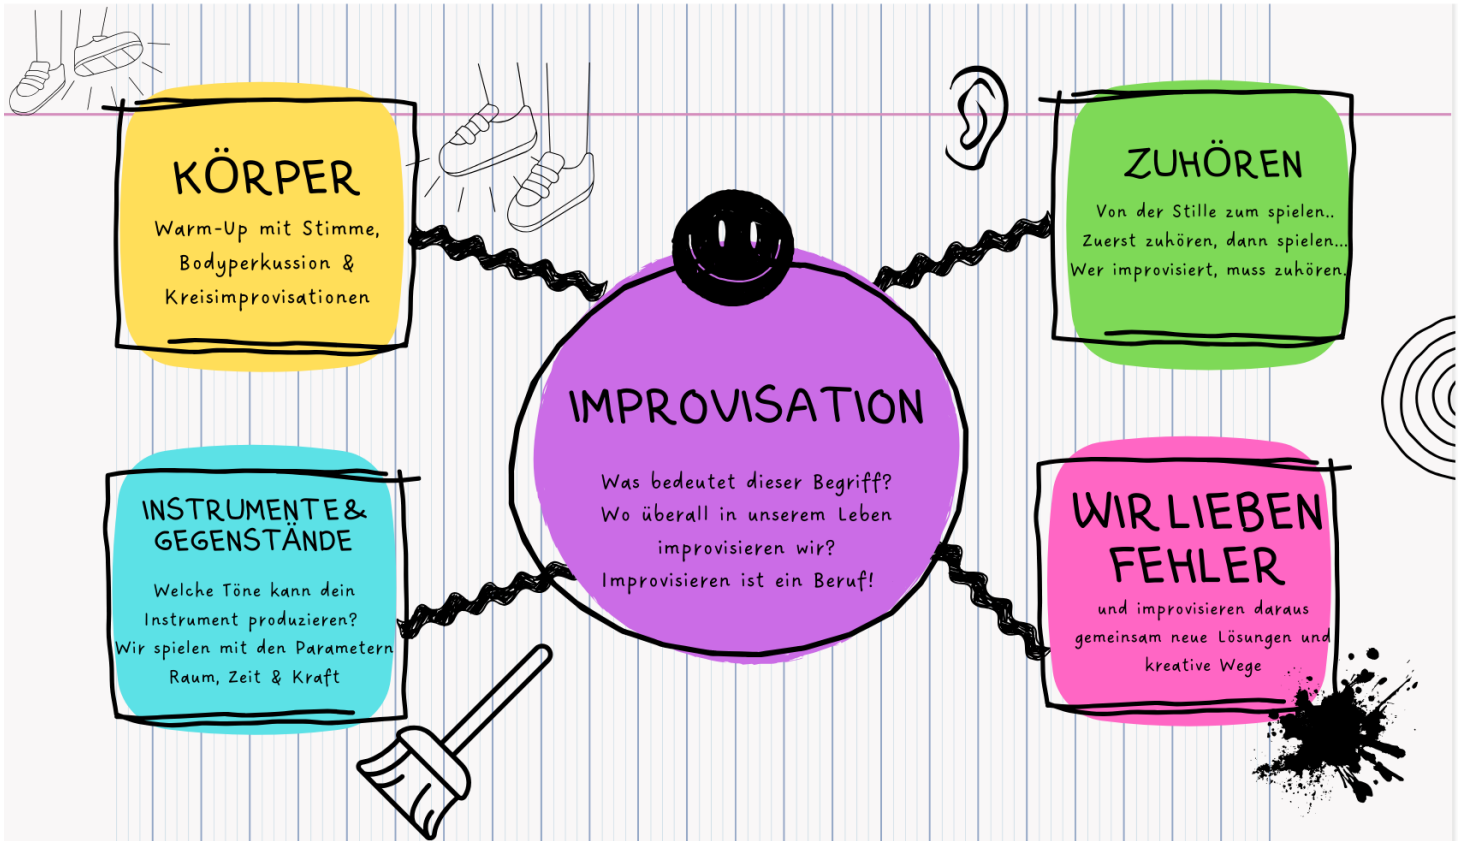 KÖRPER
Warm-Up mit Stimme,
Bodyperkussion &
Kreisimprovisationen
ZUHÖREN
Von der Stille zum spielen..
Zuerst zuhören, dann spielen...
Wer improvisiert, muss zuhören.
IMPROVISATION
Was bedeutet dieser Begriff?
Wo überall in unserem Leben
improvisieren wir?
Improvisieren ist ein Beruf!
INSTRUMENTE &
GEGENSTÄNDE
Welche Töne kann dein
Instrument produzieren?
Wir spielen mit den Parametern
Raum, Zeit & Kraft
WIR LIEBEN
FEHLER
und improvisieren daraus
gemeinsam neue Lösungen und
kreative Wege